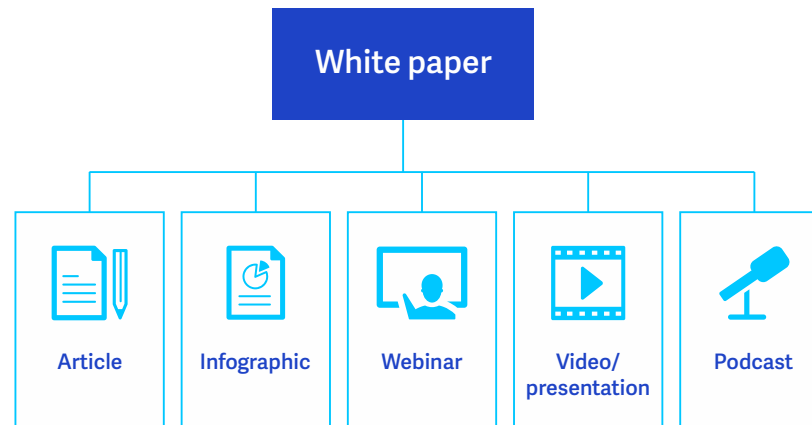 White paper
Article
Infographic
Webinar
Video/
presentation
Podcast